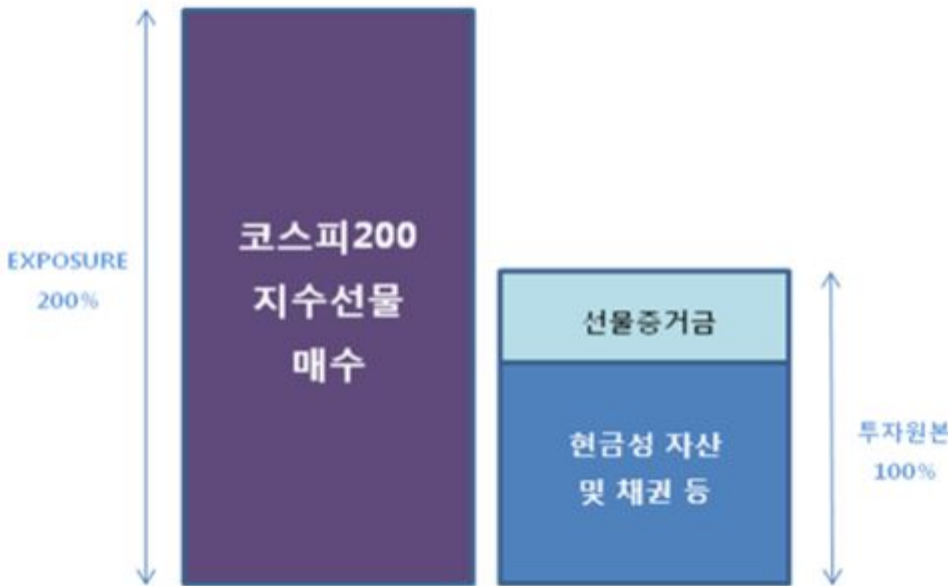 EXPOSURE
200%
코스피200
지수선물
매수
선물증거금
현금성 자산
및 채권 등
투자원본
100%